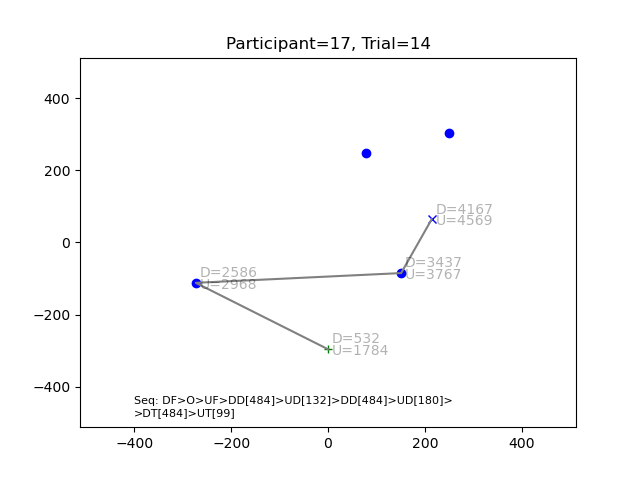 Participant=17, Trial=14
400
200
0
−200
−400
D=4167
U=4569
D=3437
U=3767
D=2586
U=2968
D=532
U=1784
Seq: DF>O>UF>DD[484]>UD[132]>DD[484]>UD[180]>
>DT[484]>UT[99]
−400 −200 0 200 400